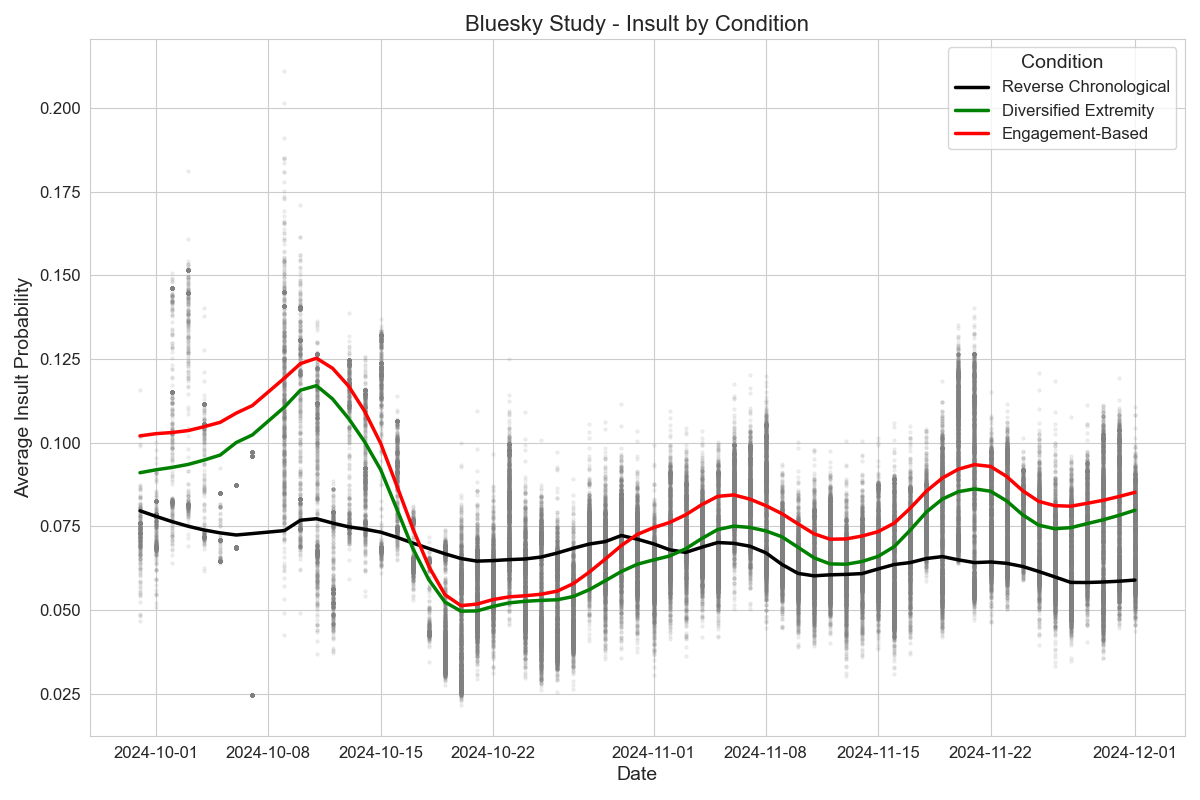 Bluesky Study - Insult by Condition
Condition
Reverse Chronological
Diversified Extremity
Engagement-Based
Average Insult Probability
0.200
0.175
0.150
0.125
0.100
0.075
0.050
0.025
2024-10-01 2024-10-08 2024-10-15 2024-10-22 2024-11-01 2024-11-08 2024-11-15 2024-11-22 2024-12-01
Date